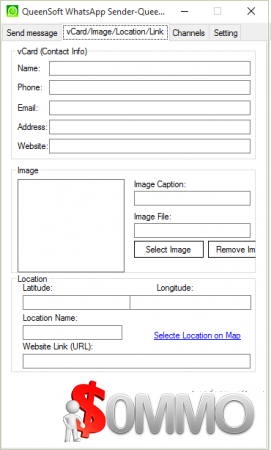 QueenSoft WhatsApp Sender-Quee...
Send message vCard/Image/Location/Link Channels Setting
vCard (Contact Info)
Name:
Phone:
Email:
Address:
Website:
Image
Image Caption:
Image File:
Select Image Remove Im
Location
Latitude: Longitude:
Location Name:
Selecte Location on Map
Website Link (URL):
$OMMO